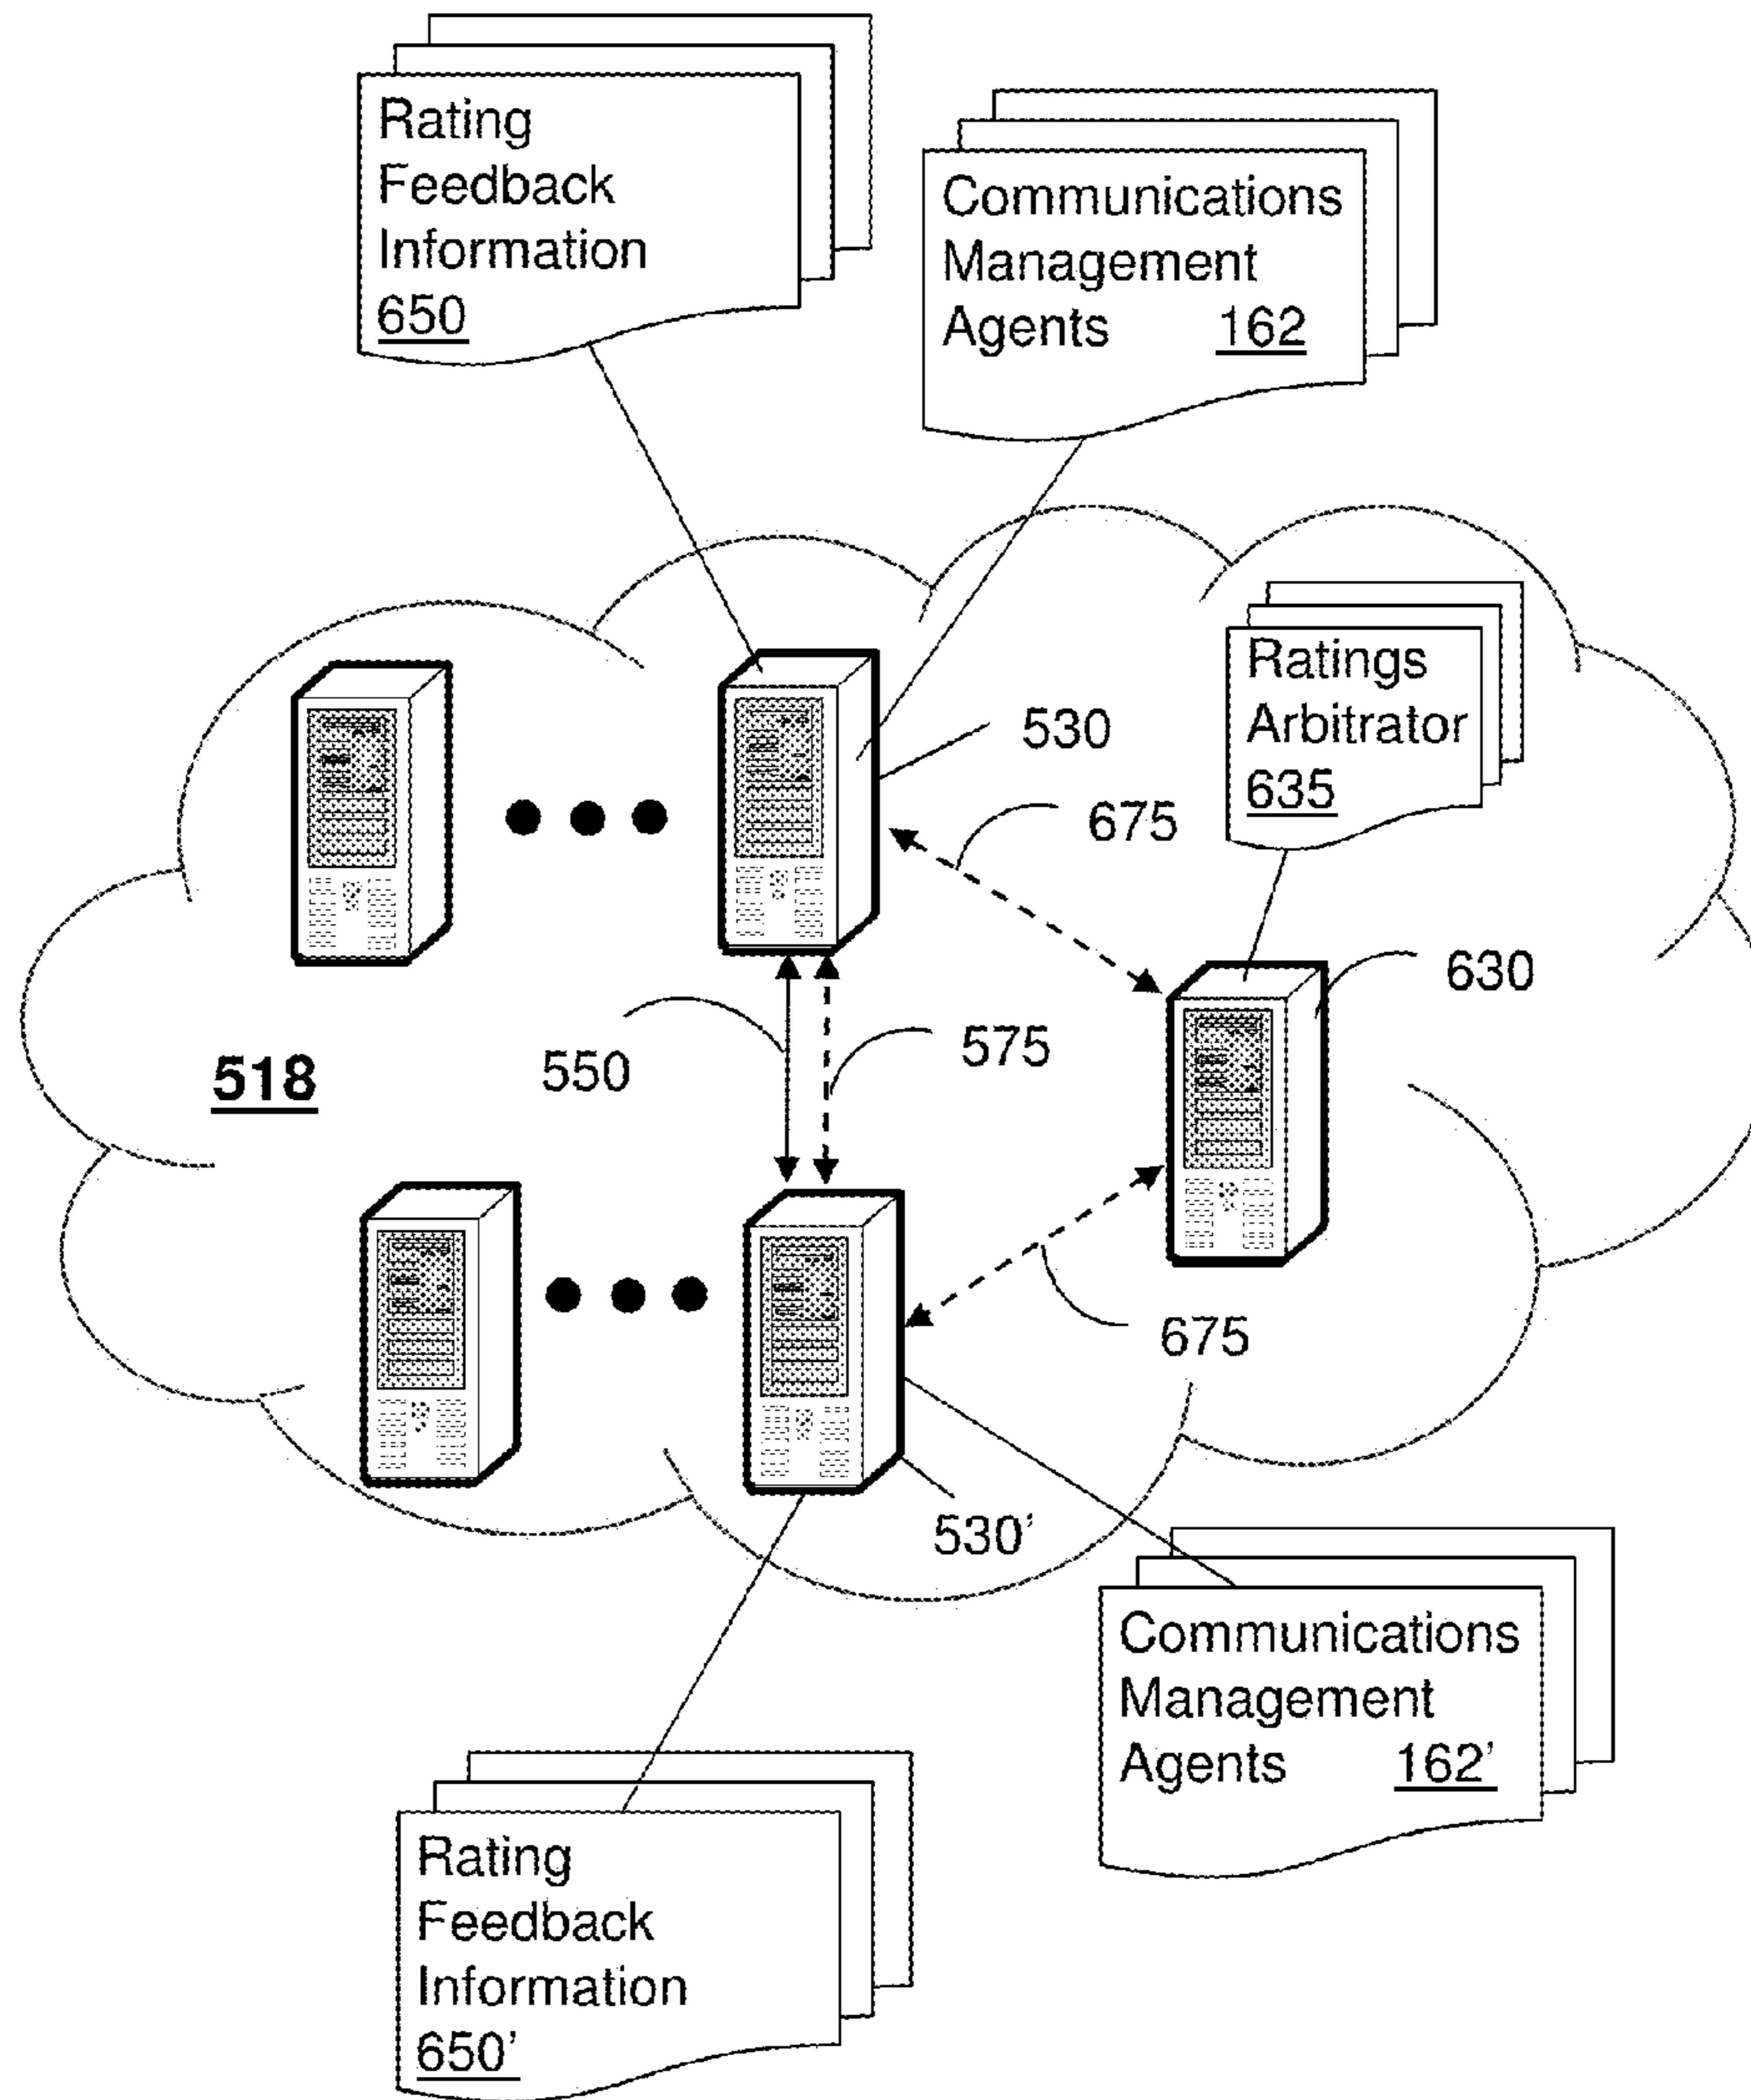 Rating
Feedback
Information
650
Communications
Management
Agents 162
Ratings
Arbitrator
635
530
675
630
550
575
518
675
530’
Communications
Management
Agents 162’
Rating
Feedback
Information
650’